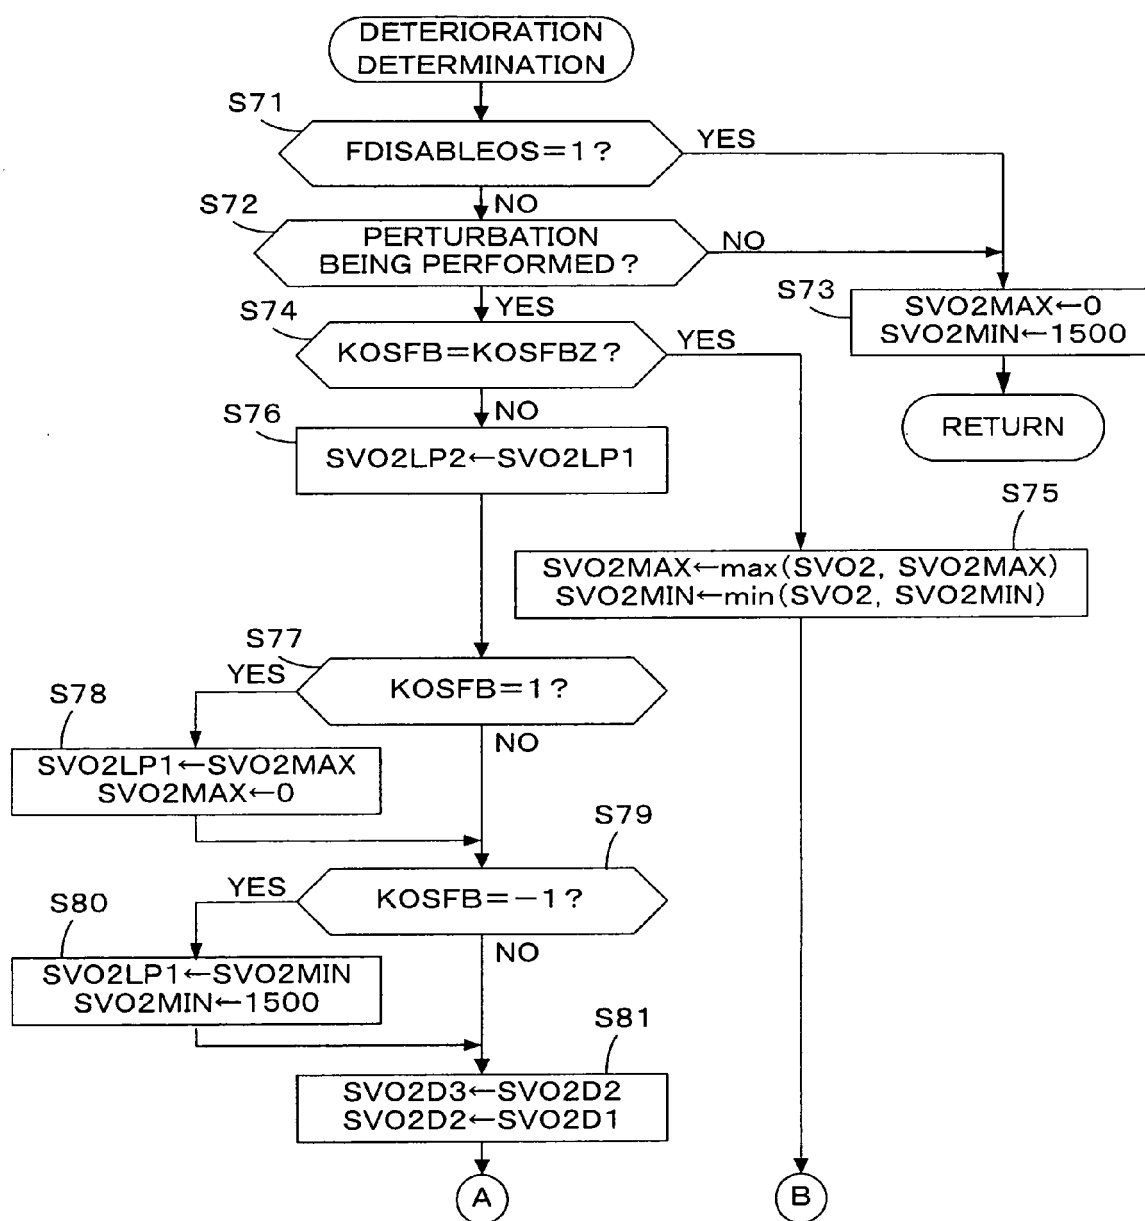 DETERIORATION
DETERMINATION
S71
FDISABLEOS=1?
YES
NO
S72
PERTURBATION
BEING PERFORMED?
NO
YES
S73
SVO2MAX←0
SVO2MIN←1500
RETURN
S74
KOSFB=KOSFBZ?
YES
NO
S76
SVO2LP2←SVO2LP1
S75
SVO2MAX←max(SVO2, SVO2MAX)
SVO2MIN←min(SVO2, SVO2MIN)
S77
KOSFB=1?
YES
NO
S78
SVO2LP1←SVO2MAX
SVO2MAX←0
S79
KOSFB=-1?
YES
NO
S80
SVO2LP1←SVO2MIN
SVO2MIN←1500
S81
SVO2D3←SVO2D2
SVO2D2←SVO2D1
A
B